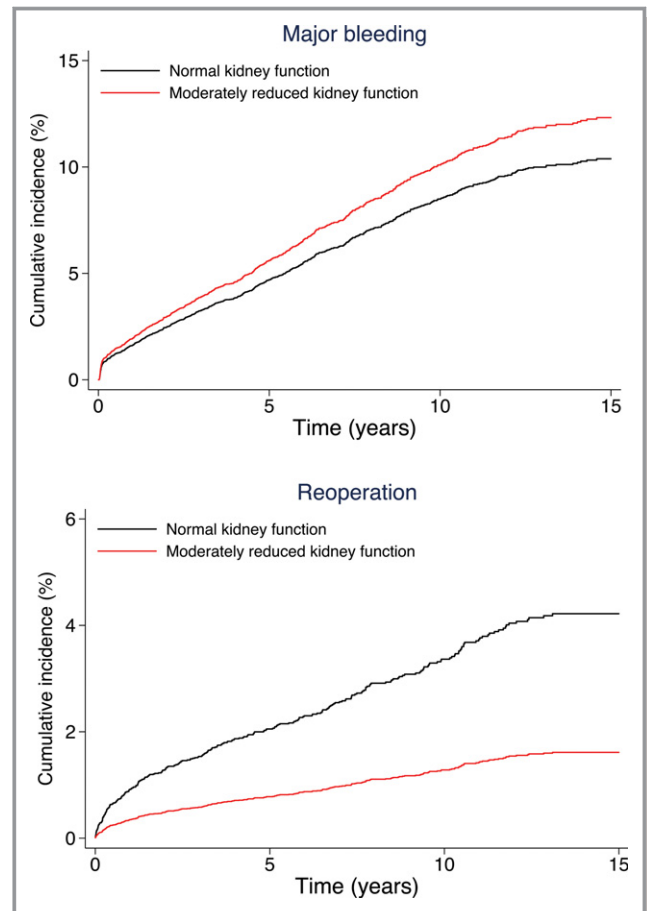 Major bleeding
15
Normal kidney function
Moderately reduced kidney function
10
5
0
Cumulative incidence (%)
0 5 10 15
Time (years)
Reoperation
6
Normal kidney function
Moderately reduced kidney function
4
2
0
Cumulative incidence (%)
0 5 10 15
Time (years)